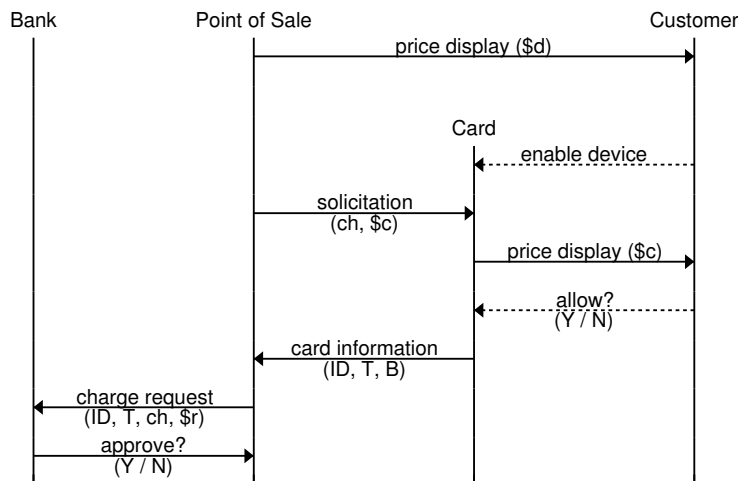 Bank Point of Sale Customer
price display ($d)
Card
enable device
solicitation
(ch, $c)
price display ($c)
allow?
(Y / N)
card information
(ID, T, B)
charge request
(ID, T, ch, $r)
approve?
(Y / N)